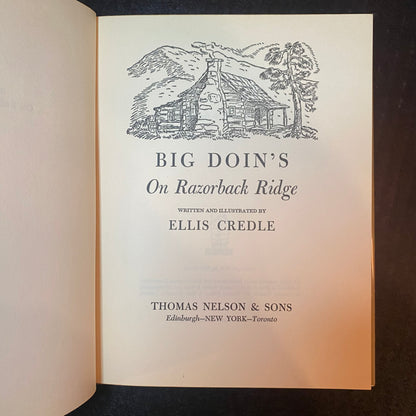 BIG DOIN'S
On Razorback Ridge
WRITTEN AND ILLUSTRATED BY
ELLIS CREDLE
THOMAS NELSON & SONS
Edinburgh—NEW YORK—Toronto